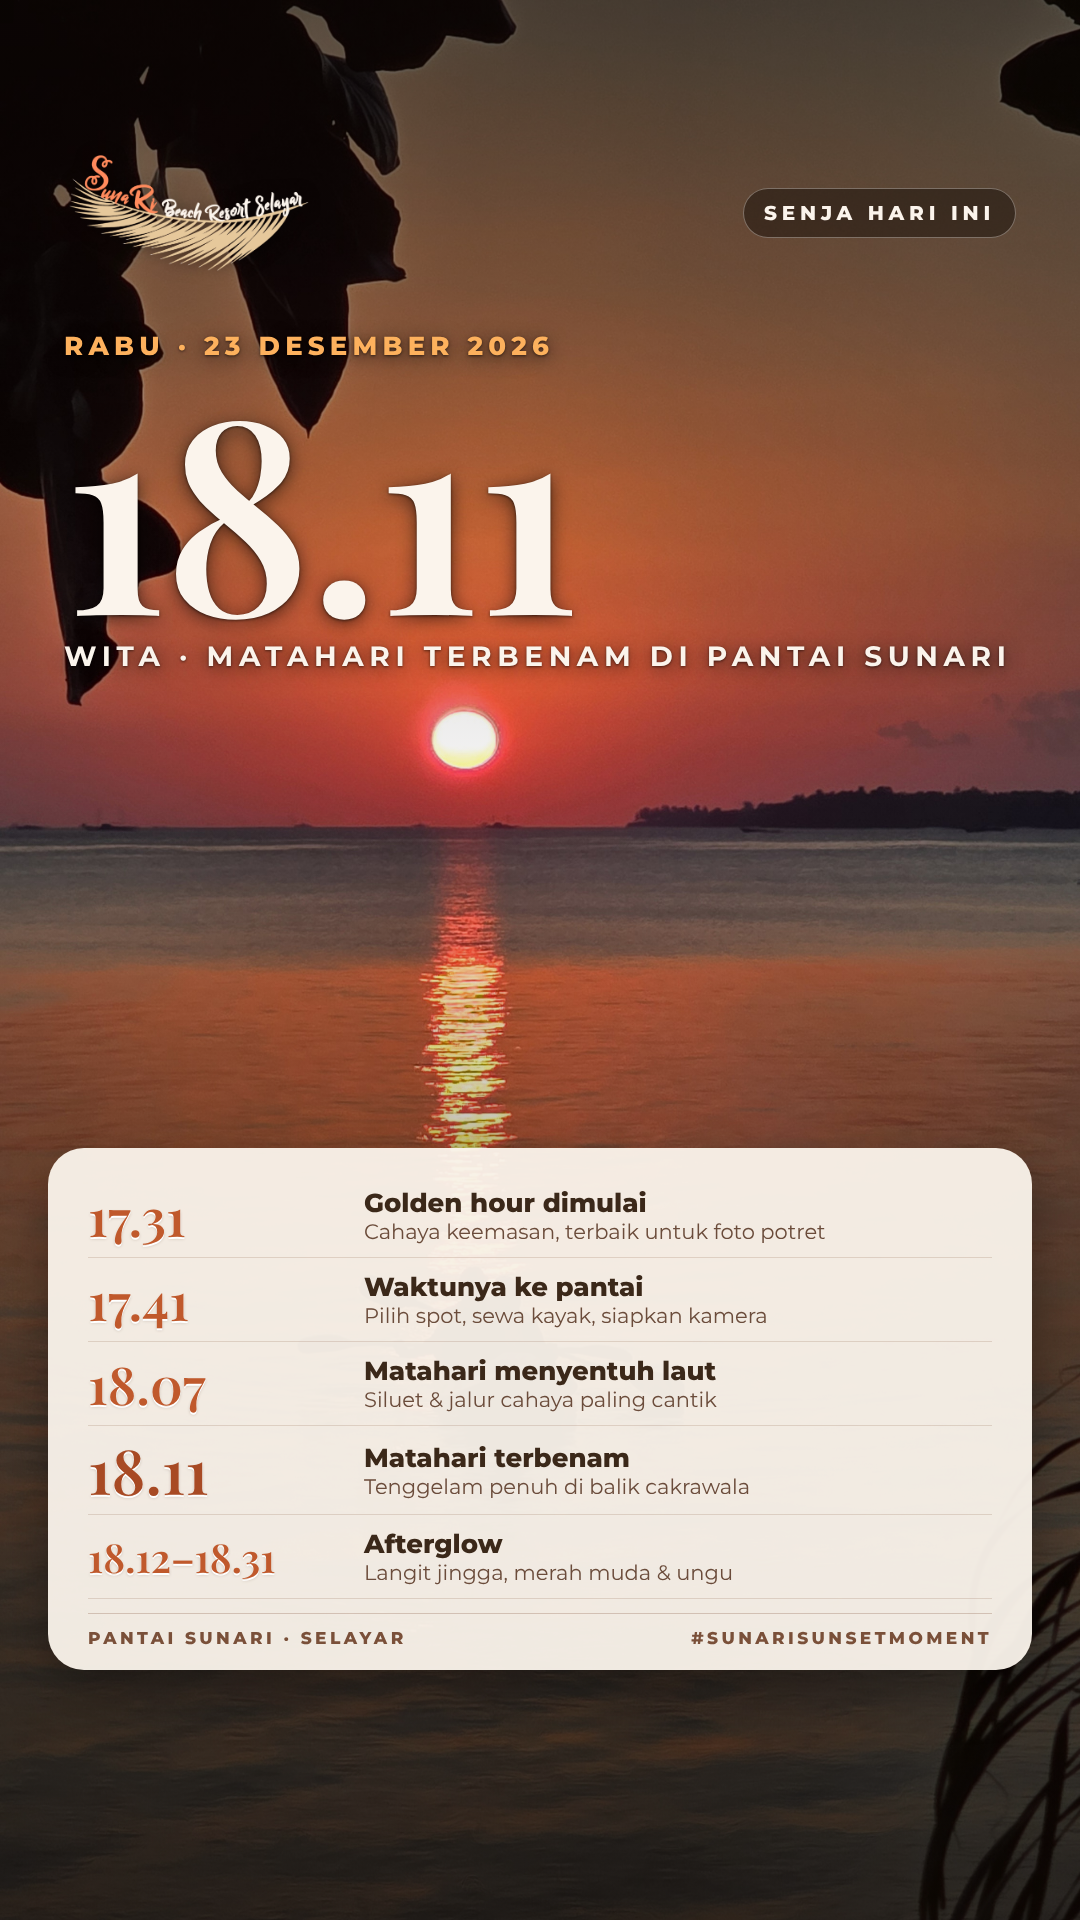 SunaRi Beach Resort Selayar
SENJA HARI INI
RABU · 23 DESEMBER 2026
18.11
WITA · MATAHARI TERBENAM DI PANTAI SUNARI
17.31
Golden hour dimulai
Cahaya keemasan, terbaik untuk foto potret
17.41
Waktunya ke pantai
Pilih spot, sewa kayak, siapkan kamera
18.07
Matahari menyentuh laut
Siluet & jalur cahaya paling cantik
18.11
Matahari terbenam
Tenggelam penuh di balik cakrawala
18.12–18.31
Afterglow
Langit jingga, merah muda & ungu
PANTAI SUNARI · SELAYAR
#SUNARISUNSETMOMENT